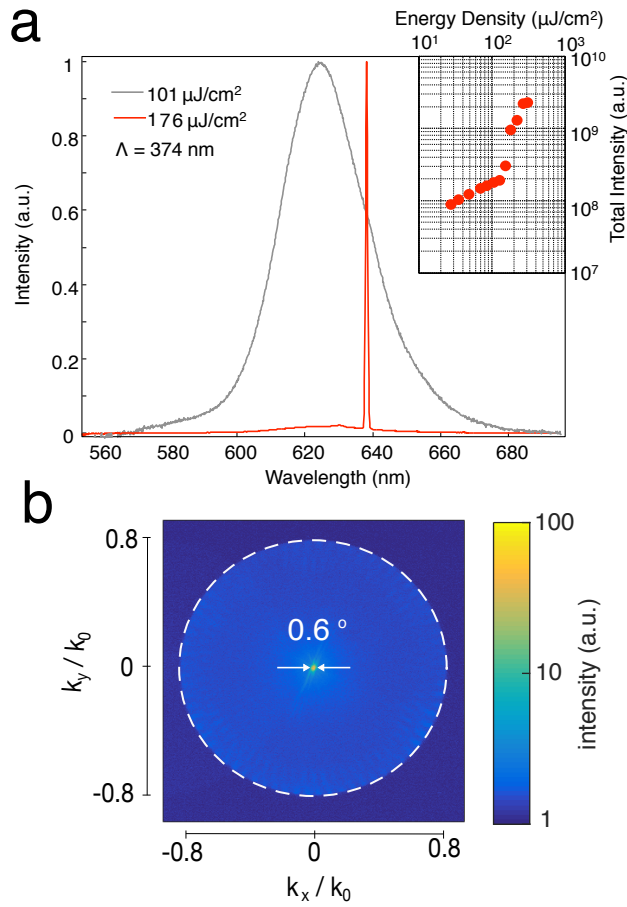 a
Energy Density (µJ/cm²)
10¹ 10² 10³
1
0.8
0.6
0.4
0.2
0
Intensity (a.u.)
101 µJ/cm²
176 µJ/cm²
Λ = 374 nm
10¹⁰
10⁹
10⁸
10⁷
Total Intensity (a.u.)
560 580 600 620 640 660 680
Wavelength (nm)
b
0.8
0
-0.8
k_y / k_0
0.6 °
-0.8 0 0.8
k_x / k_0
100
10
1
intensity (a.u.)